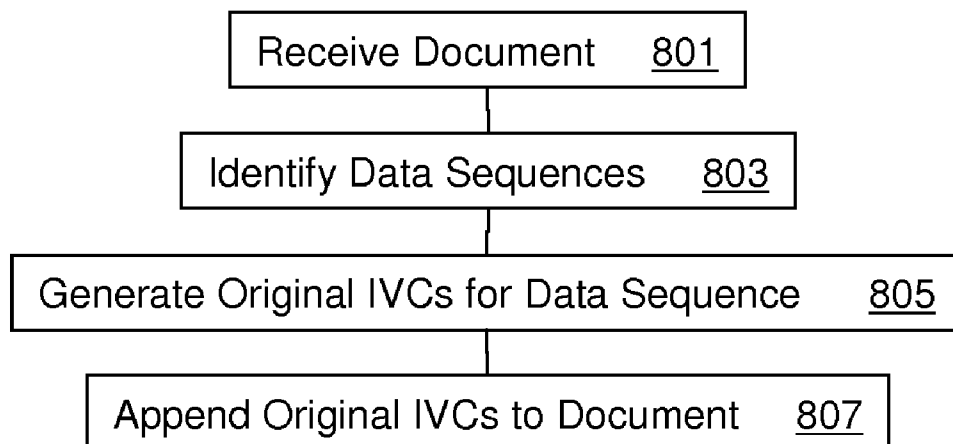 Receive Document 801
Identify Data Sequences 803
Generate Original IVCs for Data Sequence 805
Append Original IVCs to Document 807